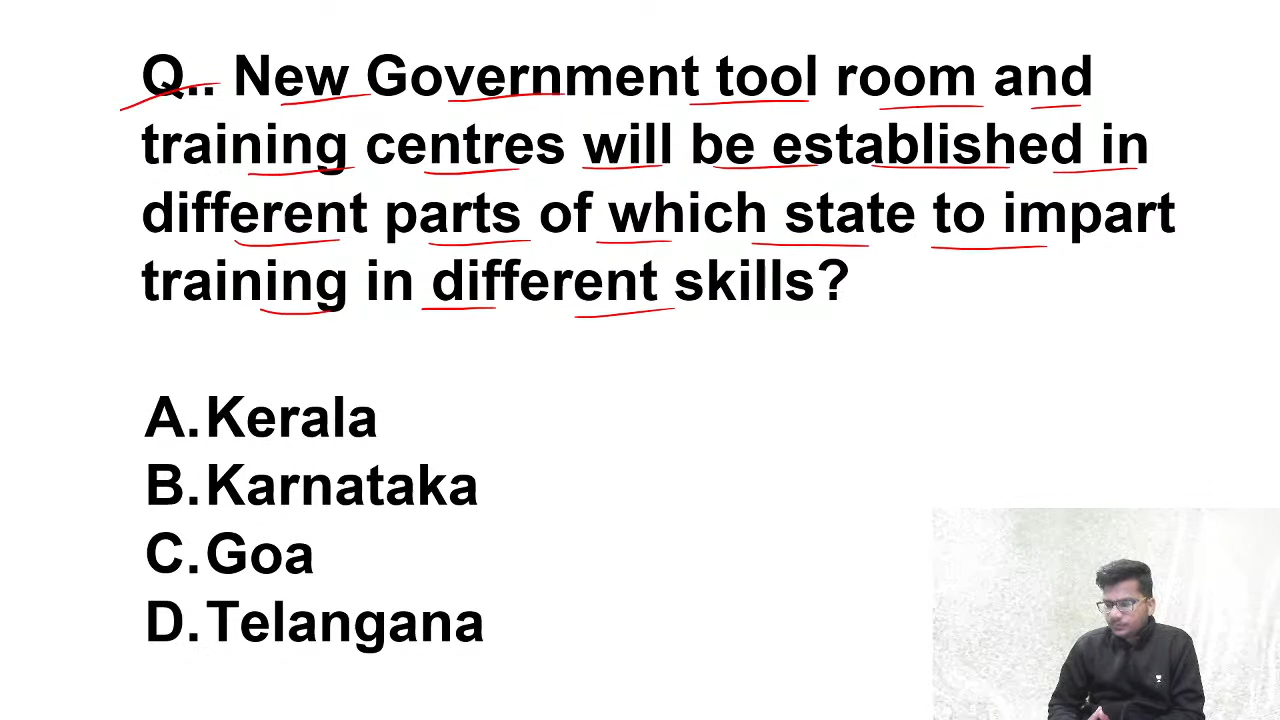 Q.. New Government tool room and
training centres will be established in
different parts of which state to impart
training in different skills?
A. Kerala
B. Karnataka
C. Goa
D. Telangana